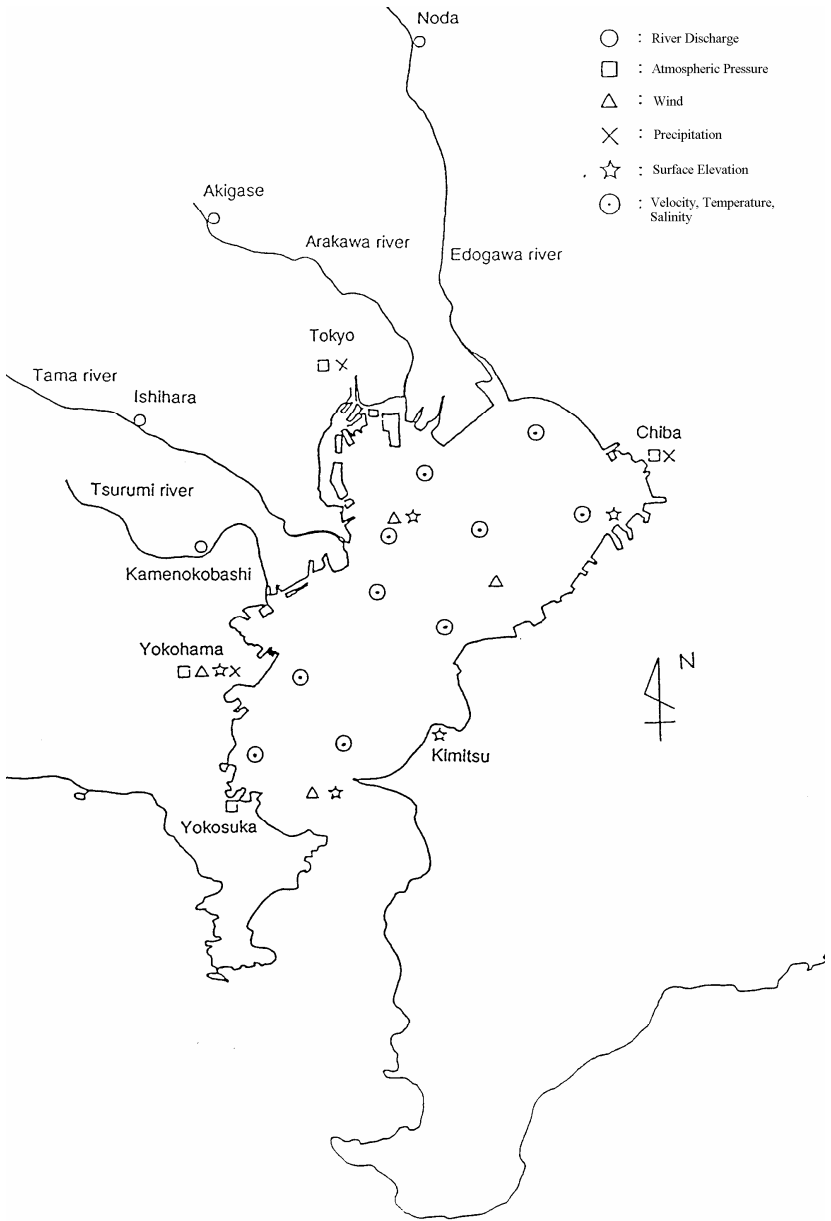 Noda
: River Discharge
: Atmospheric Pressure
: Wind
: Precipitation
: Surface Elevation
: Velocity, Temperature,
Salinity
Akigase
Arakawa river
Edogawa river
Tokyo
Tama river
Ishihara
Chiba
Tsurumi river
Kamenokobashi
Yokohama
N
Kimitsu
Yokosuka